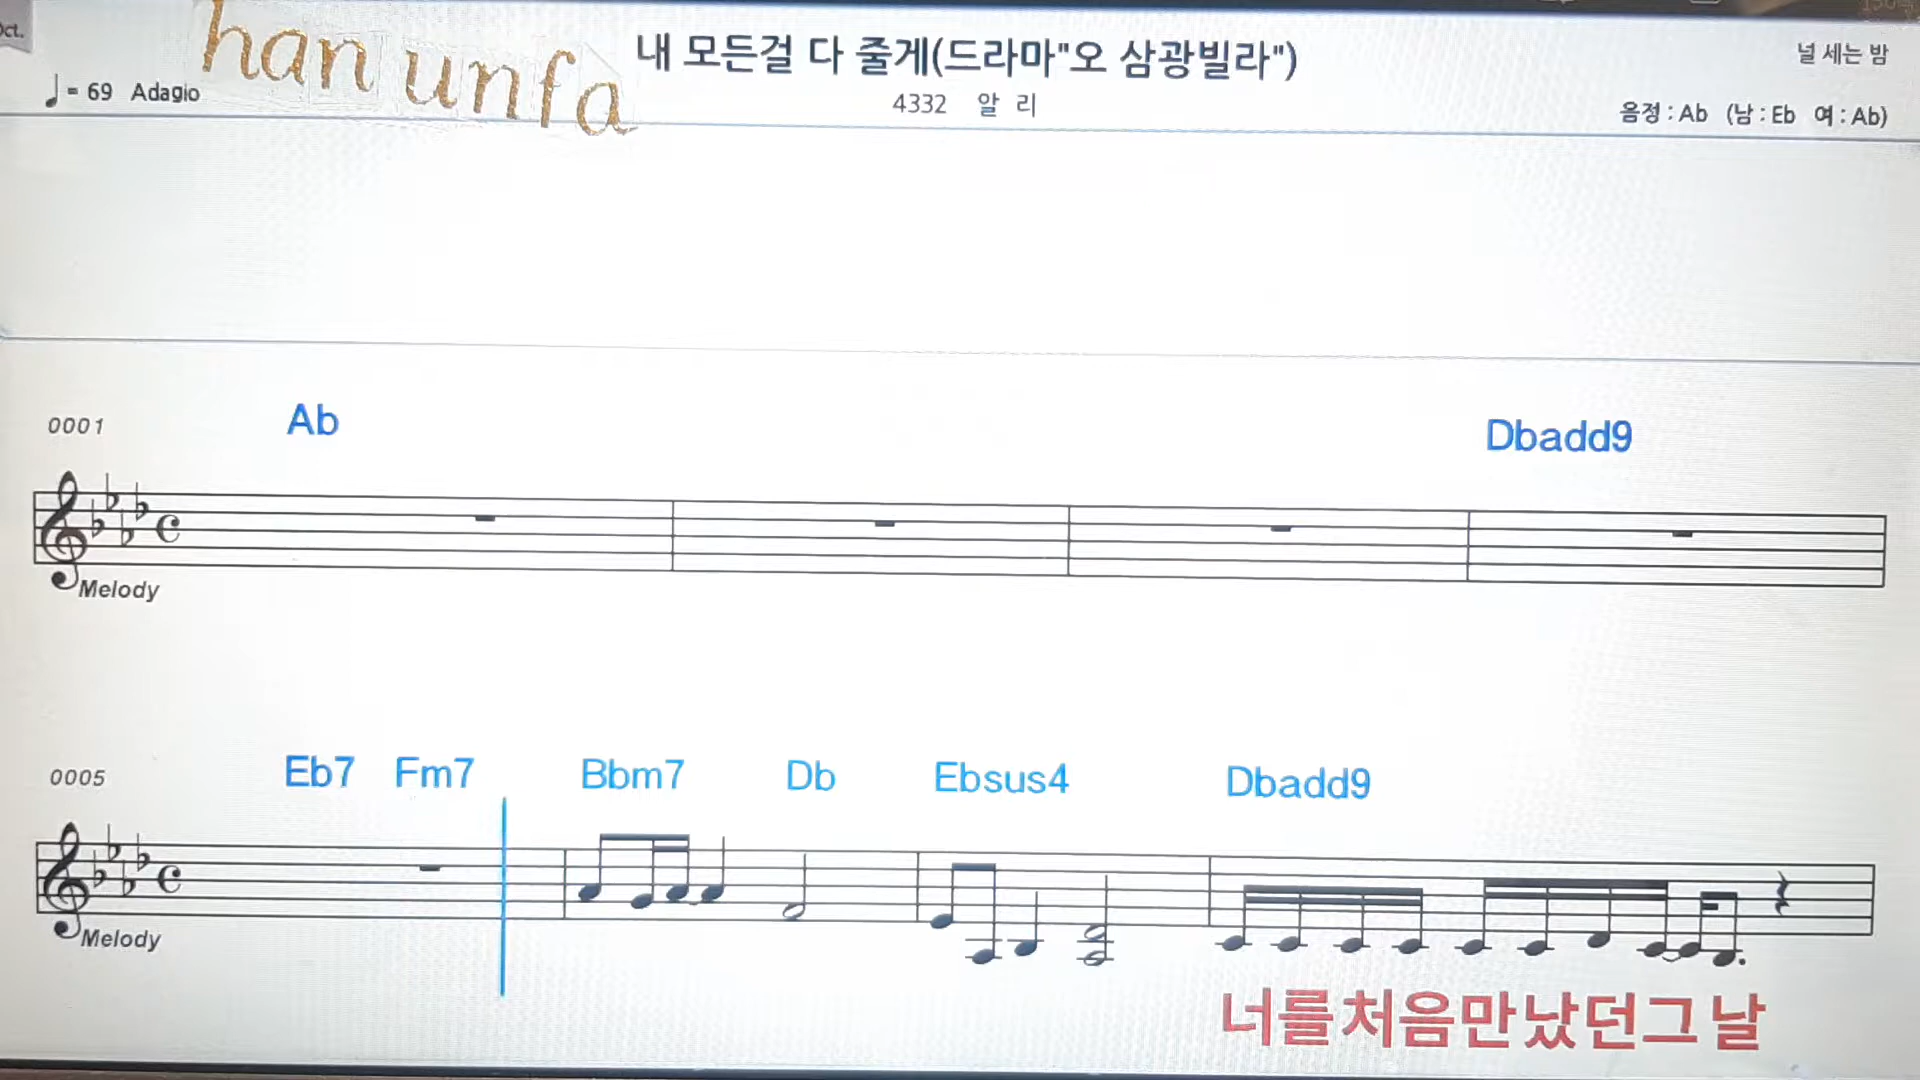 Oct.
han unfa
내 모든걸 다 줄게(드라마"오 삼광빌라")
널 세는 밤
♩= 69 Adagio
4332 알 리
음정 : Ab (남 : Eb 여 : Ab)
0001 Ab Dbadd9
Melody
0005 Eb7 Fm7 Bbm7 Db Ebsus4 Dbadd9
Melody
너를처음만났던그날